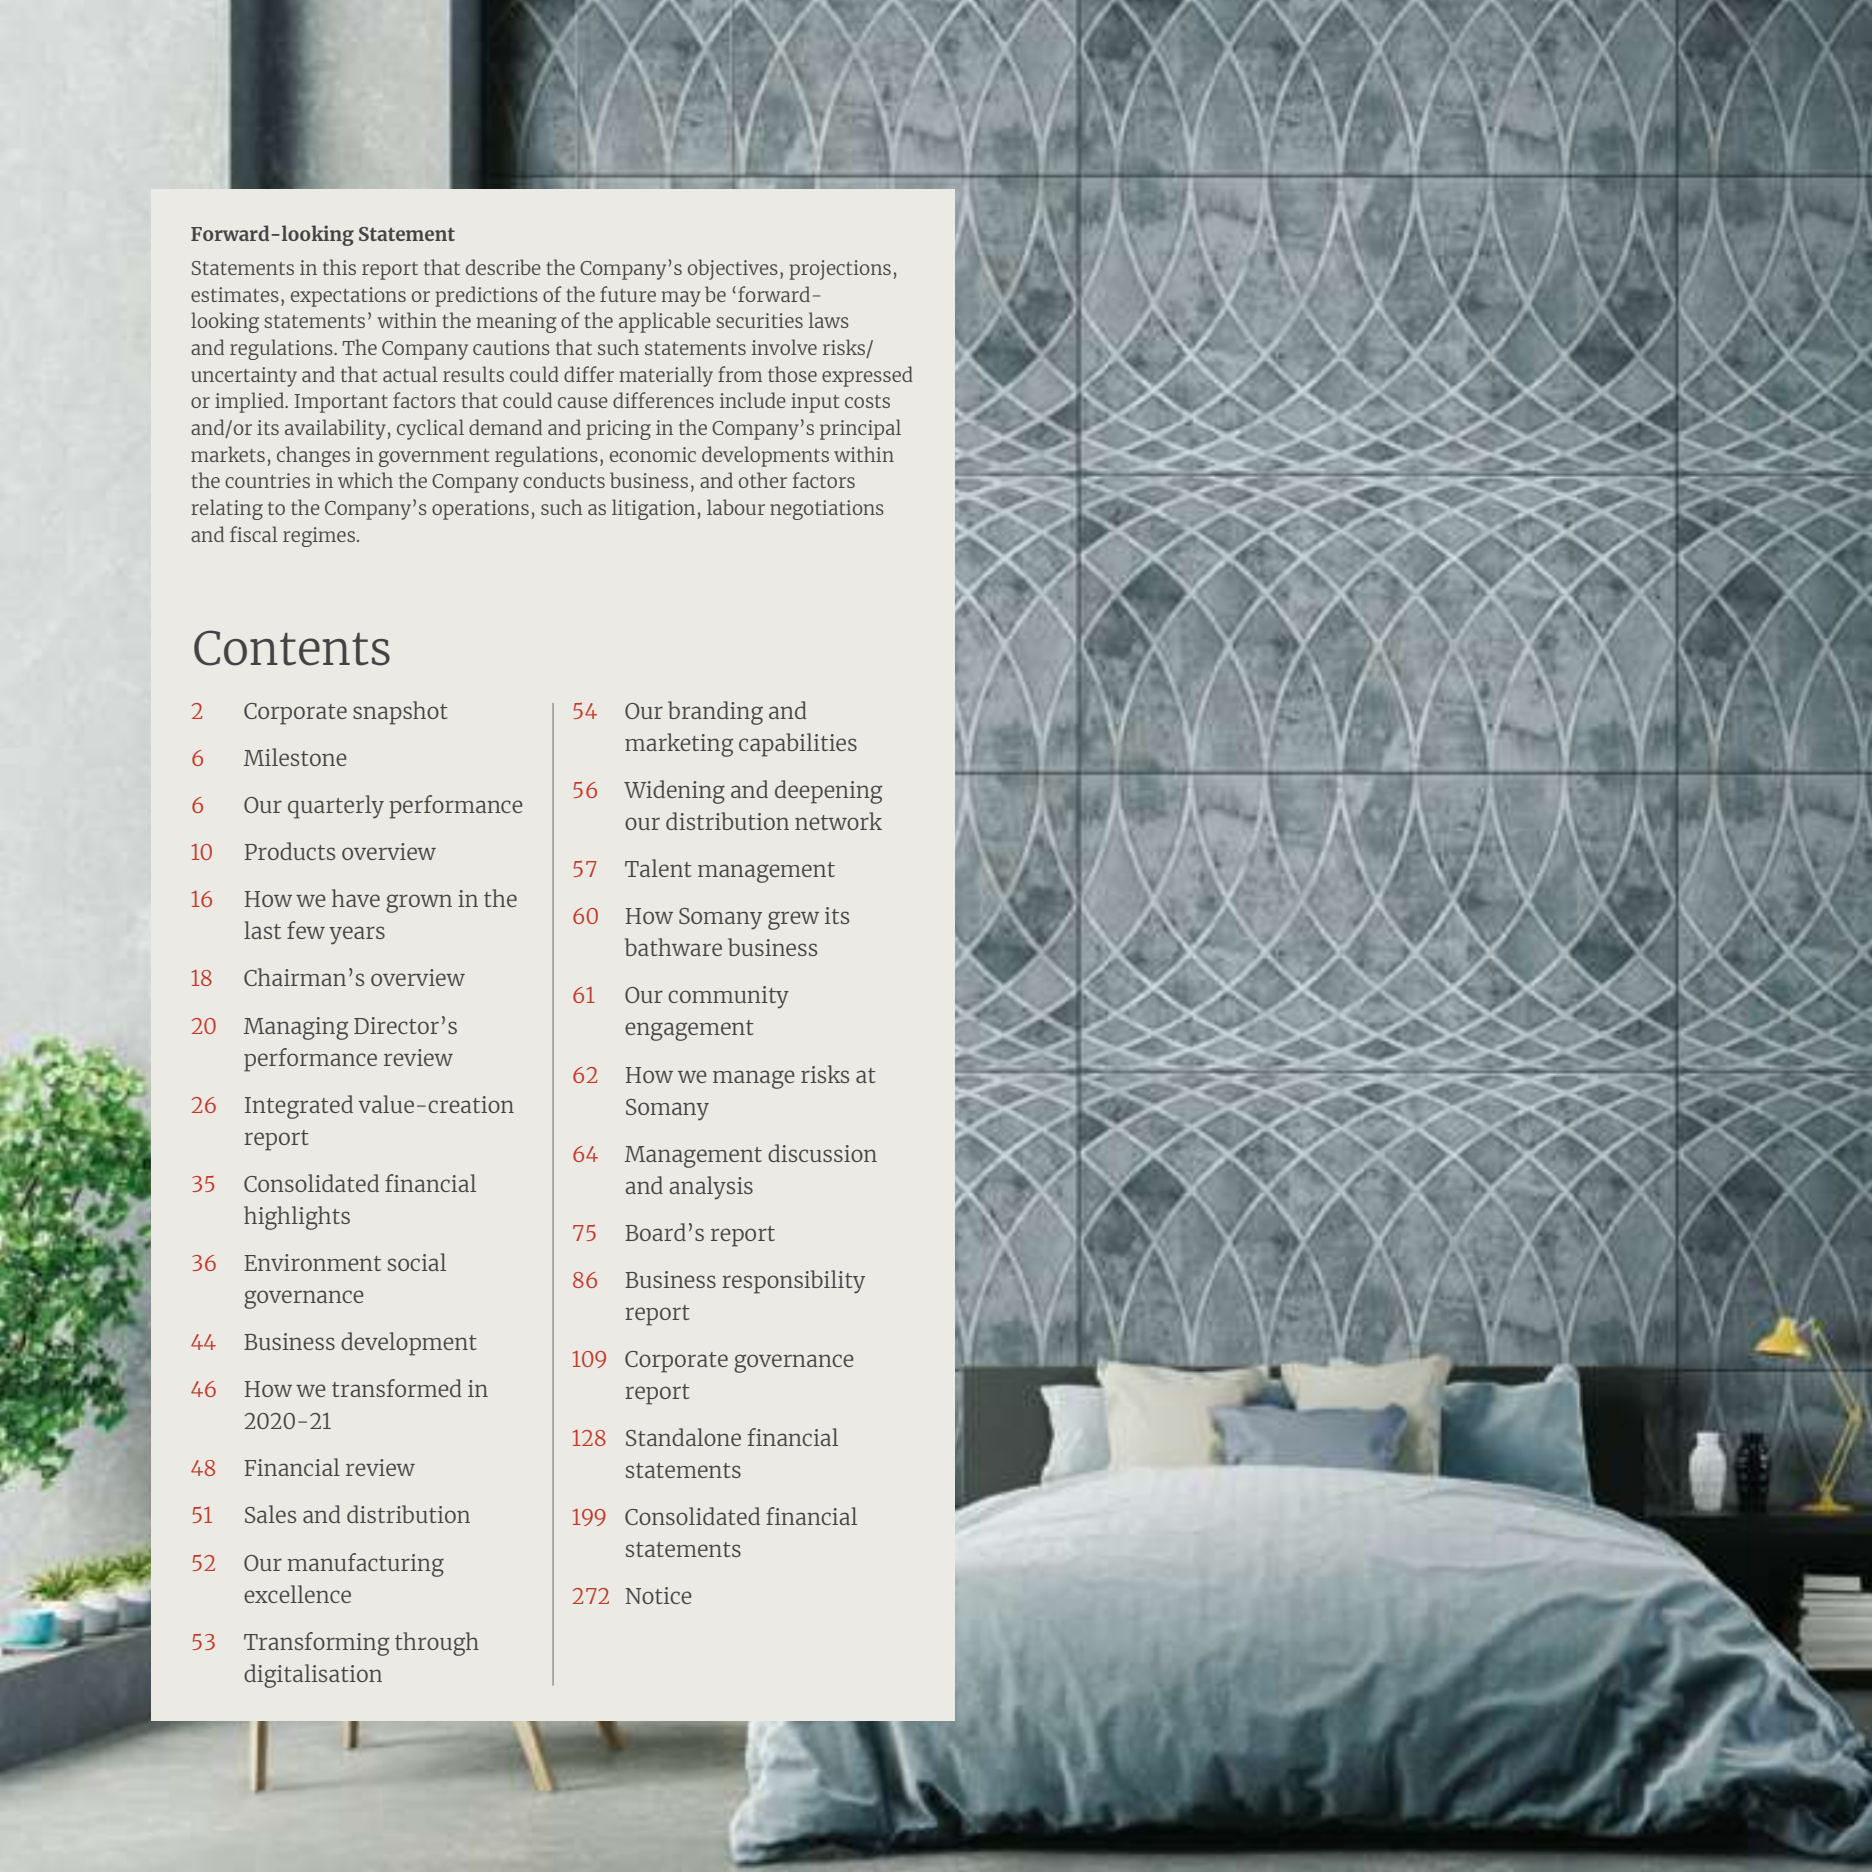 Forward-looking Statement
Statements in this report that describe the Company’s objectives, projections,
estimates, expectations or predictions of the future may be ‘forward-
looking statements’ within the meaning of the applicable securities laws
and regulations. The Company cautions that such statements involve risks/
uncertainty and that actual results could differ materially from those expressed
or implied. Important factors that could cause differences include input costs
and/or its availability, cyclical demand and pricing in the Company’s principal
markets, changes in government regulations, economic developments within
the countries in which the Company conducts business, and other factors
relating to the Company’s operations, such as litigation, labour negotiations
and fiscal regimes.
Contents
2 Corporate snapshot
6 Milestone
6 Our quarterly performance
10 Products overview
16 How we have grown in the
last few years
18 Chairman’s overview
20 Managing Director’s
performance review
26 Integrated value-creation
report
35 Consolidated financial
highlights
36 Environment social
governance
44 Business development
46 How we transformed in
2020-21
48 Financial review
51 Sales and distribution
52 Our manufacturing
excellence
53 Transforming through
digitalisation
54 Our branding and
marketing capabilities
56 Widening and deepening
our distribution network
57 Talent management
60 How Somany grew its
bathware business
61 Our community
engagement
62 How we manage risks at
Somany
64 Management discussion
and analysis
75 Board’s report
86 Business responsibility
report
109 Corporate governance
report
128 Standalone financial
statements
199 Consolidated financial
statements
272 Notice